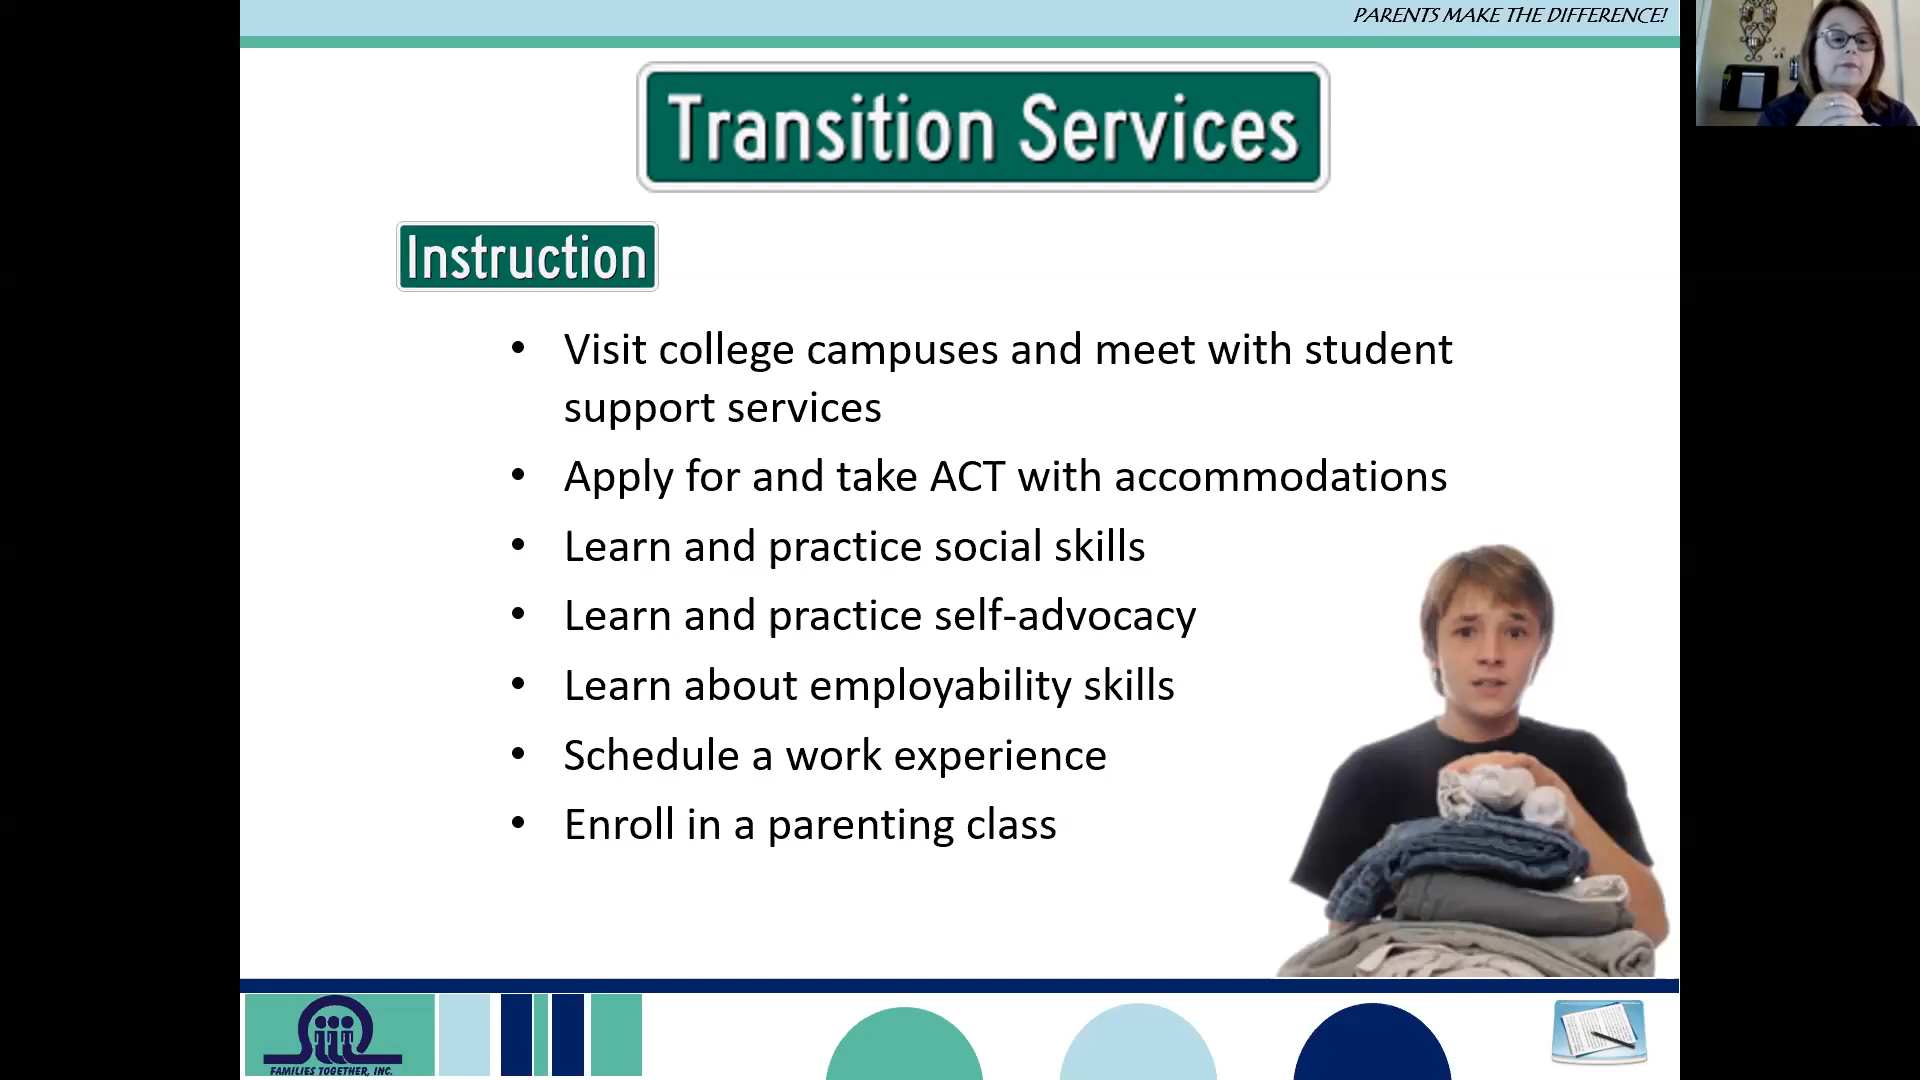 PARENTS MAKE THE DIFFERENCE!
Transition Services
Instruction
• Visit college campuses and meet with student
support services
• Apply for and take ACT with accommodations
• Learn and practice social skills
• Learn and practice self-advocacy
• Learn about employability skills
• Schedule a work experience
• Enroll in a parenting class
FAMILIES TOGETHER, INC.